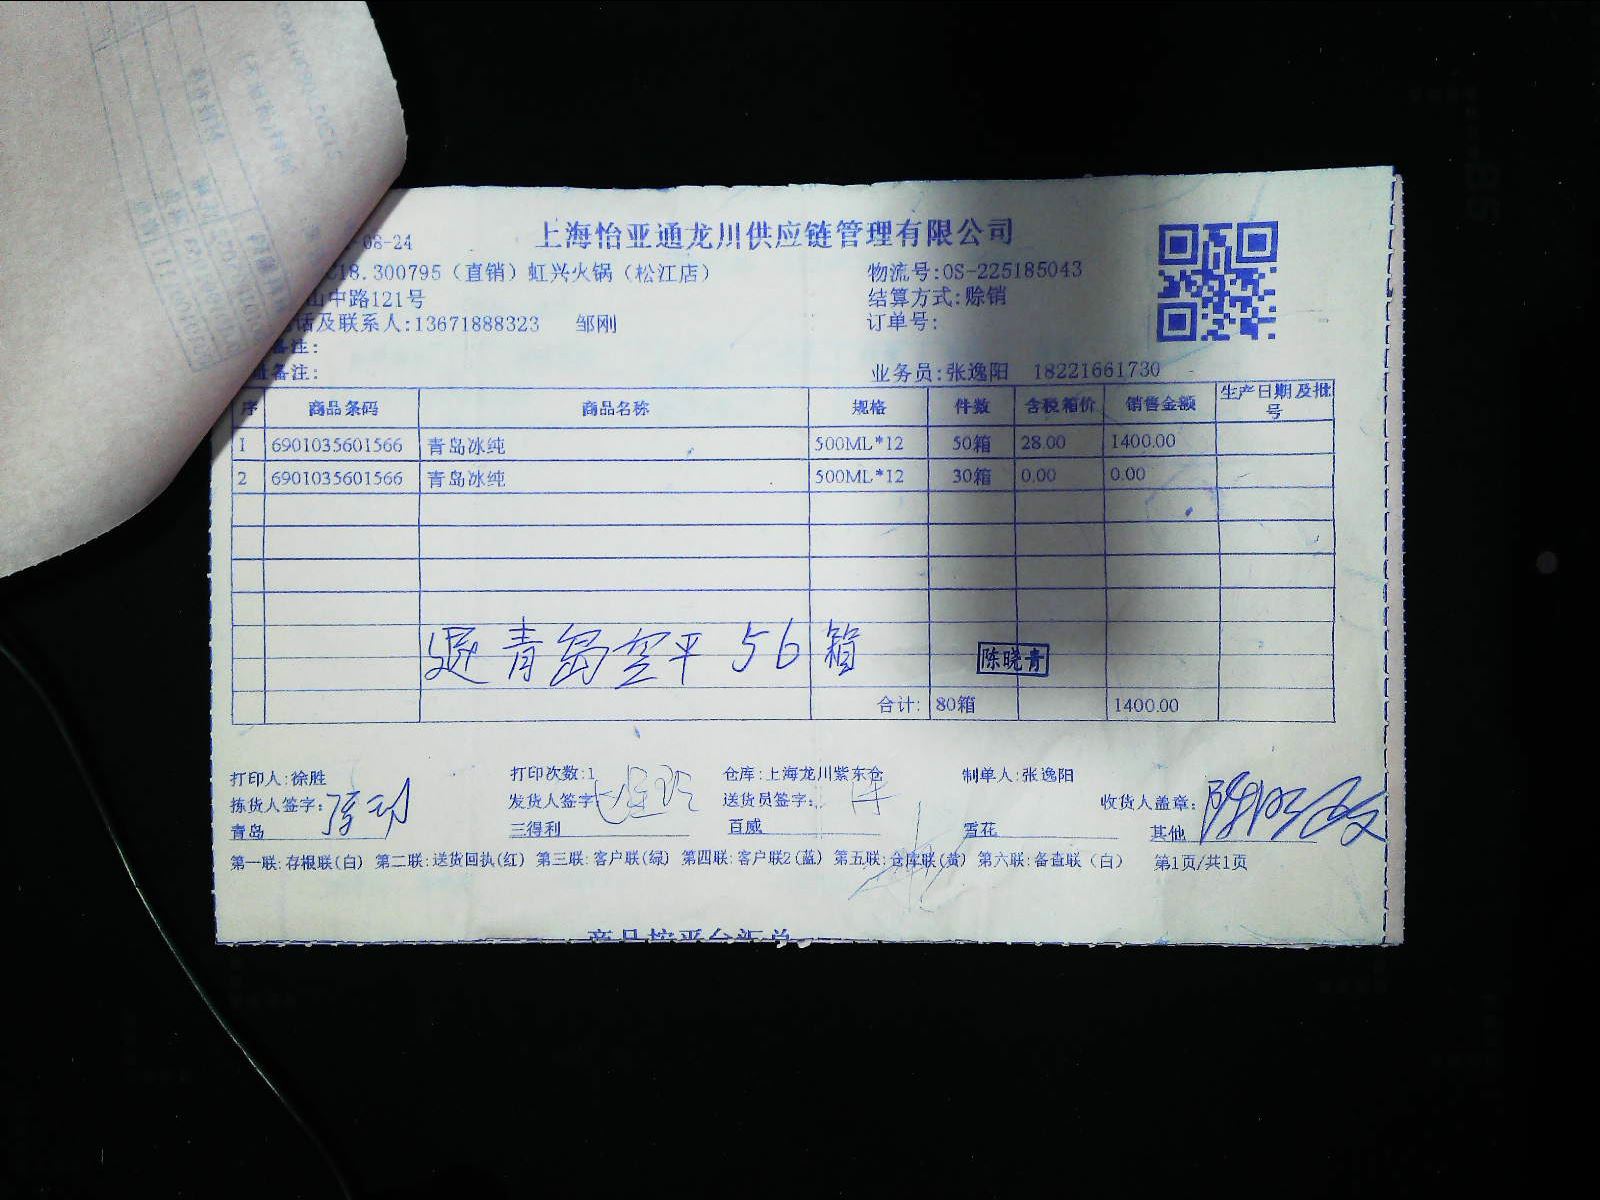 08-24
上海怡亚通龙川供应链管理有限公司
C18.300795（直销）虹兴火锅（松江店）
物流号:OS-225185043
山中路121号
结算方式:赊销
话及联系人:13671888323 邹刚
订单号:
备注:
址备注:
业务员:张逸阳 18221661730
序 商品条码 商品名称 规格 件数 含税箱价 销售金额 生产日期及批号
1 6901035601566 青岛冰纯 500ML*12 50箱 28.00 1400.00
2 6901035601566 青岛冰纯 500ML*12 30箱 0.00 0.00
退青岛空平56箱
陈晓青
合计: 80箱 1400.00
打印人:徐胜 打印次数:1 仓库:上海龙川紫东仓 制单人:张逸阳
拣货人签字: 发货人签字: 送货员签字: 收货人盖章:
青岛 三得利 百威 雪花 其他
第一联:存根联(白) 第二联:送货回执(红) 第三联:客户联(绿) 第四联:客户联2(蓝) 第五联:仓库联(黄) 第六联:备查联（白） 第1页/共1页
商品按平台汇总